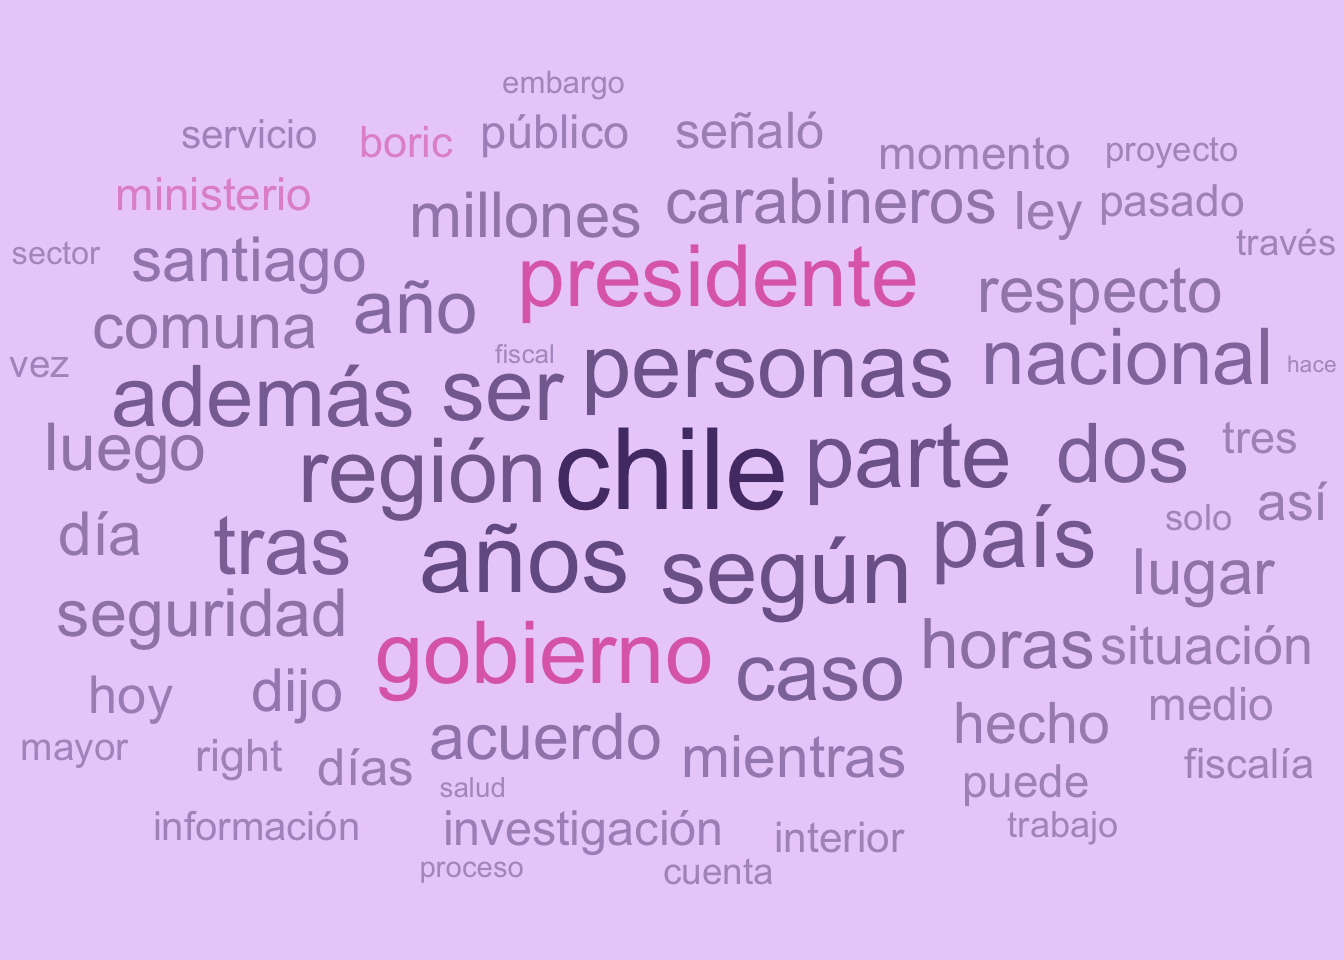 embargo
servicio boric público señaló momento proyecto
ministerio millones carabineros ley pasado
sector santiago presidente través
comuna año respecto
vez fiscal personas nacional hace
además ser
luego región chile parte dos tres
día tras años según país solo así
seguridad lugar
gobierno caso horas situación
hoy dijo hecho medio
mayor right días acuerdo mientras puede fiscalía
salud
información investigación interior trabajo
proceso cuenta